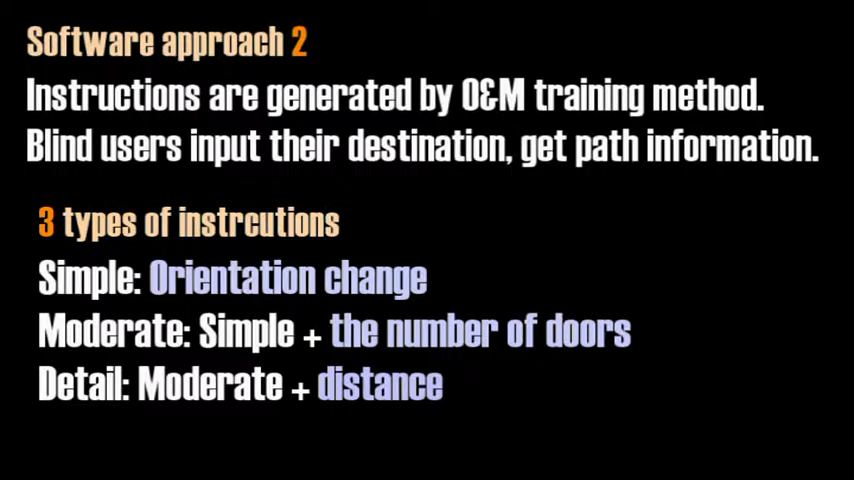 Software approach 2
Instructions are generated by O&M training method.
Blind users input their destination, get path information.
3 types of instrcutions
Simple: Orientation change
Moderate: Simple + the number of doors
Detail: Moderate + distance